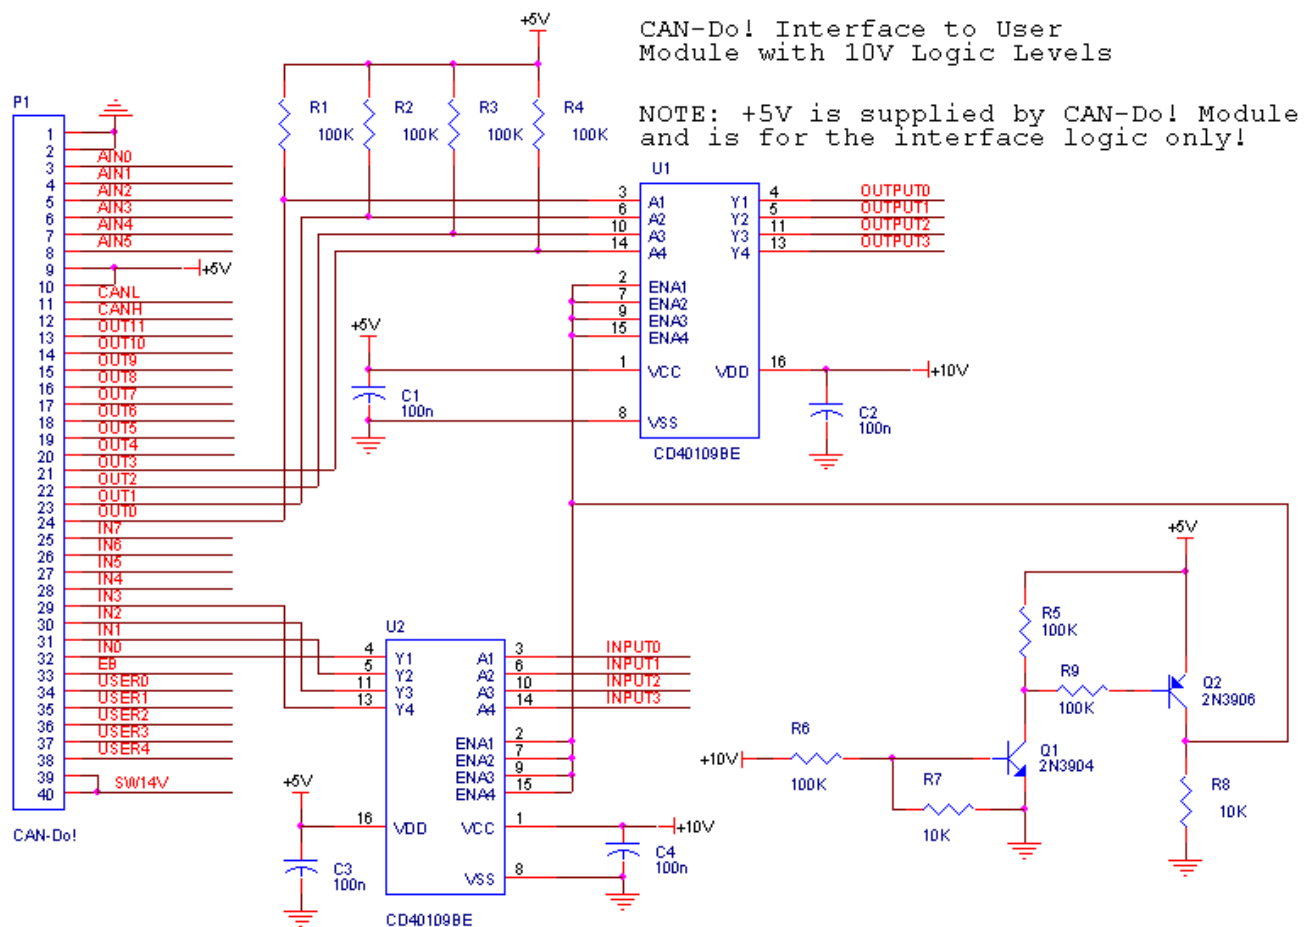 CAN-Do! Interface to User
Module with 10V Logic Levels
NOTE: +5V is supplied by CAN-Do! Module
and is for the interface logic only!
+5V
R1
100K
R2
100K
R3
100K
R4
100K
P1
1
2
AIN0
3
AIN1
4
AIN2
5
AIN3
6
AIN4
7
AIN5
8
9
+5V
10
CANL
11
CANH
12
OUT11
13
OUT10
14
OUT9
15
OUT8
16
OUT7
17
OUT6
18
OUT5
19
OUT4
20
OUT3
21
OUT2
22
OUT1
23
OUT0
24
IN7
25
IN6
26
IN5
27
IN4
28
IN3
29
IN2
30
IN1
31
IN0
32
EB
33
USER0
34
USER1
35
USER2
36
USER3
37
USER4
38
39
SW14V
40
CAN-Do!
U1
3 A1 Y1 4 OUTPUT0
6 A2 Y2 5 OUTPUT1
10 A3 Y3 11 OUTPUT2
14 A4 Y4 13 OUTPUT3
2 ENA1
7 ENA2
9 ENA3
15 ENA4
1 VCC VDD 16 +10V
8 VSS
CD40109BE
+5V
C1
100n
C2
100n
U2
4 Y1 A1 3 INPUT0
5 Y2 A2 6 INPUT1
11 Y3 A3 10 INPUT2
13 Y4 A4 14 INPUT3
ENA1 2
ENA2 7
ENA3 9
ENA4 15
16 VDD VCC 1 +10V
VSS 8
CD40109BE
+5V
C3
100n
C4
100n
+5V
R5
100K
R9
100K
Q2
2N3906
+10V
R6
100K
Q1
2N3904
R7
10K
R8
10K